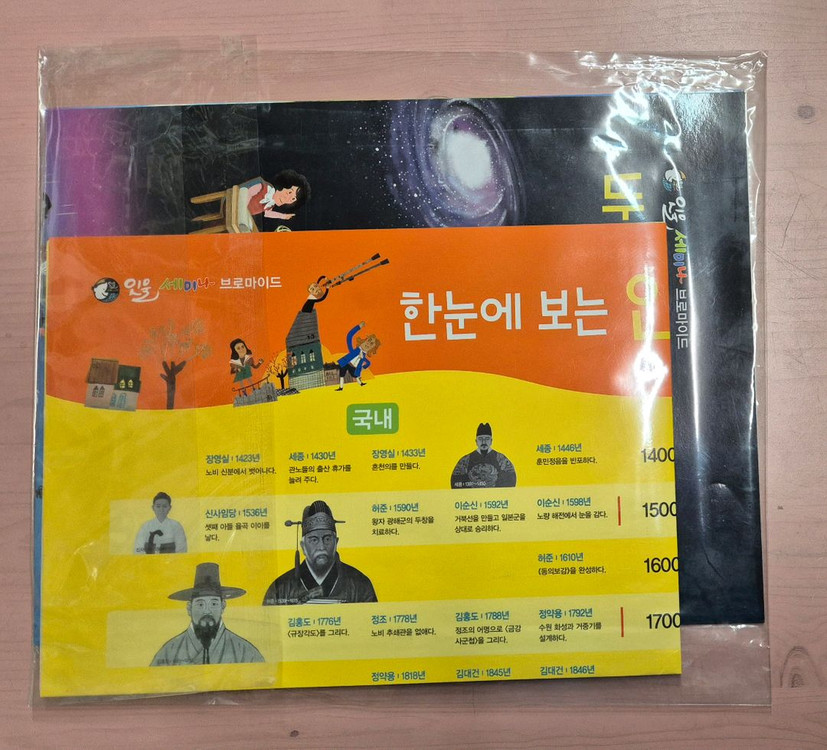 인물 세미나 브로마이드
한눈에 보는
국내
장영실 | 1423년
노비 신분에서 벗어나다.
세종 | 1430년
관노들의 출산 휴가를
늘려 주다.
장영실 | 1433년
혼천의를 만들다.
세종 | 1446년
훈민정음을 반포하다.
1400
신사임당 | 1536년
셋째 아들 율곡 이이를
낳다.
허준 | 1590년
왕자 광해군의 두창을
치료하다.
이순신 | 1592년
거북선을 만들고 일본군을
상대로 승리하다.
이순신 | 1598년
노량 해전에서 눈을 감다.
1500
허준 | 1610년
《동의보감》을 완성하다.
1600
김홍도 | 1776년
〈규장각도〉를 그리다.
정조 | 1778년
노비 추쇄관을 없애다.
김홍도 | 1788년
정조의 어명으로 〈금강
사군첩〉을 그리다.
정약용 | 1792년
수원 화성과 거중기를
설계하다.
1700
정약용 | 1818년
김대건 | 1845년
김대건 | 1846년
세미나 브로마이드